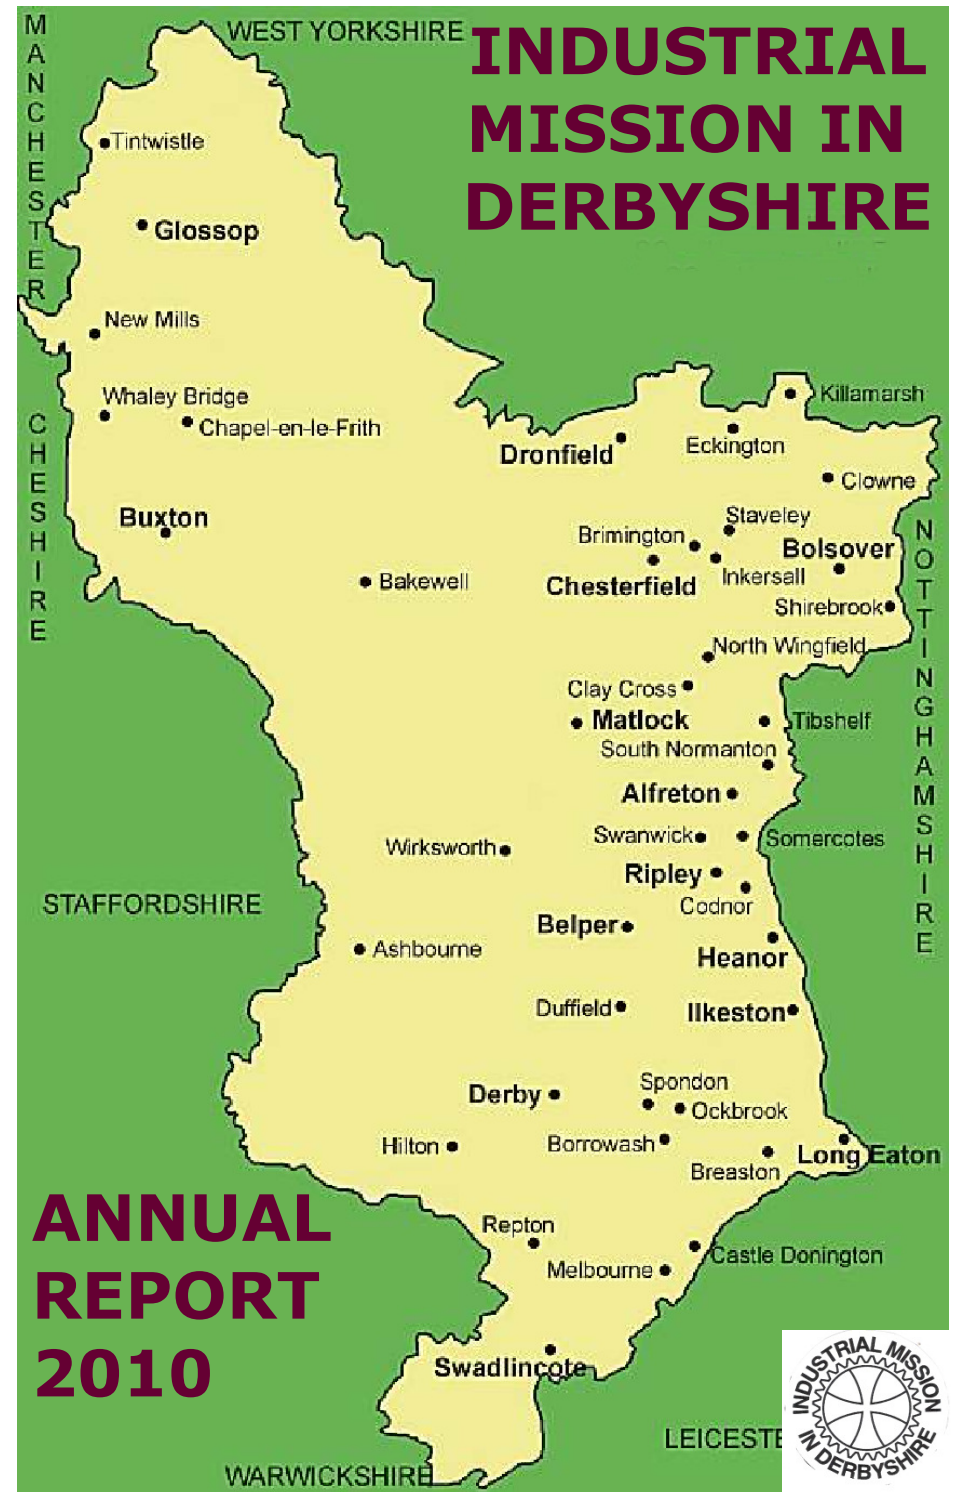 INDUSTRIAL
MISSION IN
DERBYSHIRE
WEST YORKSHIRE
MANCHESTER
Tintwistle
Glossop
New Mills
Whaley Bridge
Chapel-en-le-Frith
CHESHIRE
Killamarsh
Eckington
Dronfield
Clowne
Buxton
Staveley
Brimington
Bolsover
Inkersall
Chesterfield
Bakewell
Shirebrook
NOTTINGHAMSHIRE
North Wingfield
Clay Cross
Matlock
Tibshelf
South Normanton
Alfreton
Swanwick
Somercotes
Wirksworth
Ripley
Codnor
STAFFORDSHIRE
Belper
Ashbourne
Heanor
Duffield
Ilkeston
Spondon
Derby
Ockbrook
Hilton
Borrowash
Long Eaton
Breaston
ANNUAL
REPORT
2010
Repton
Castle Donington
Melbourne
Swadlincote
LEICESTE
WARWICKSHIRE
INDUSTRIAL MISSION
IN DERBYSHIRE